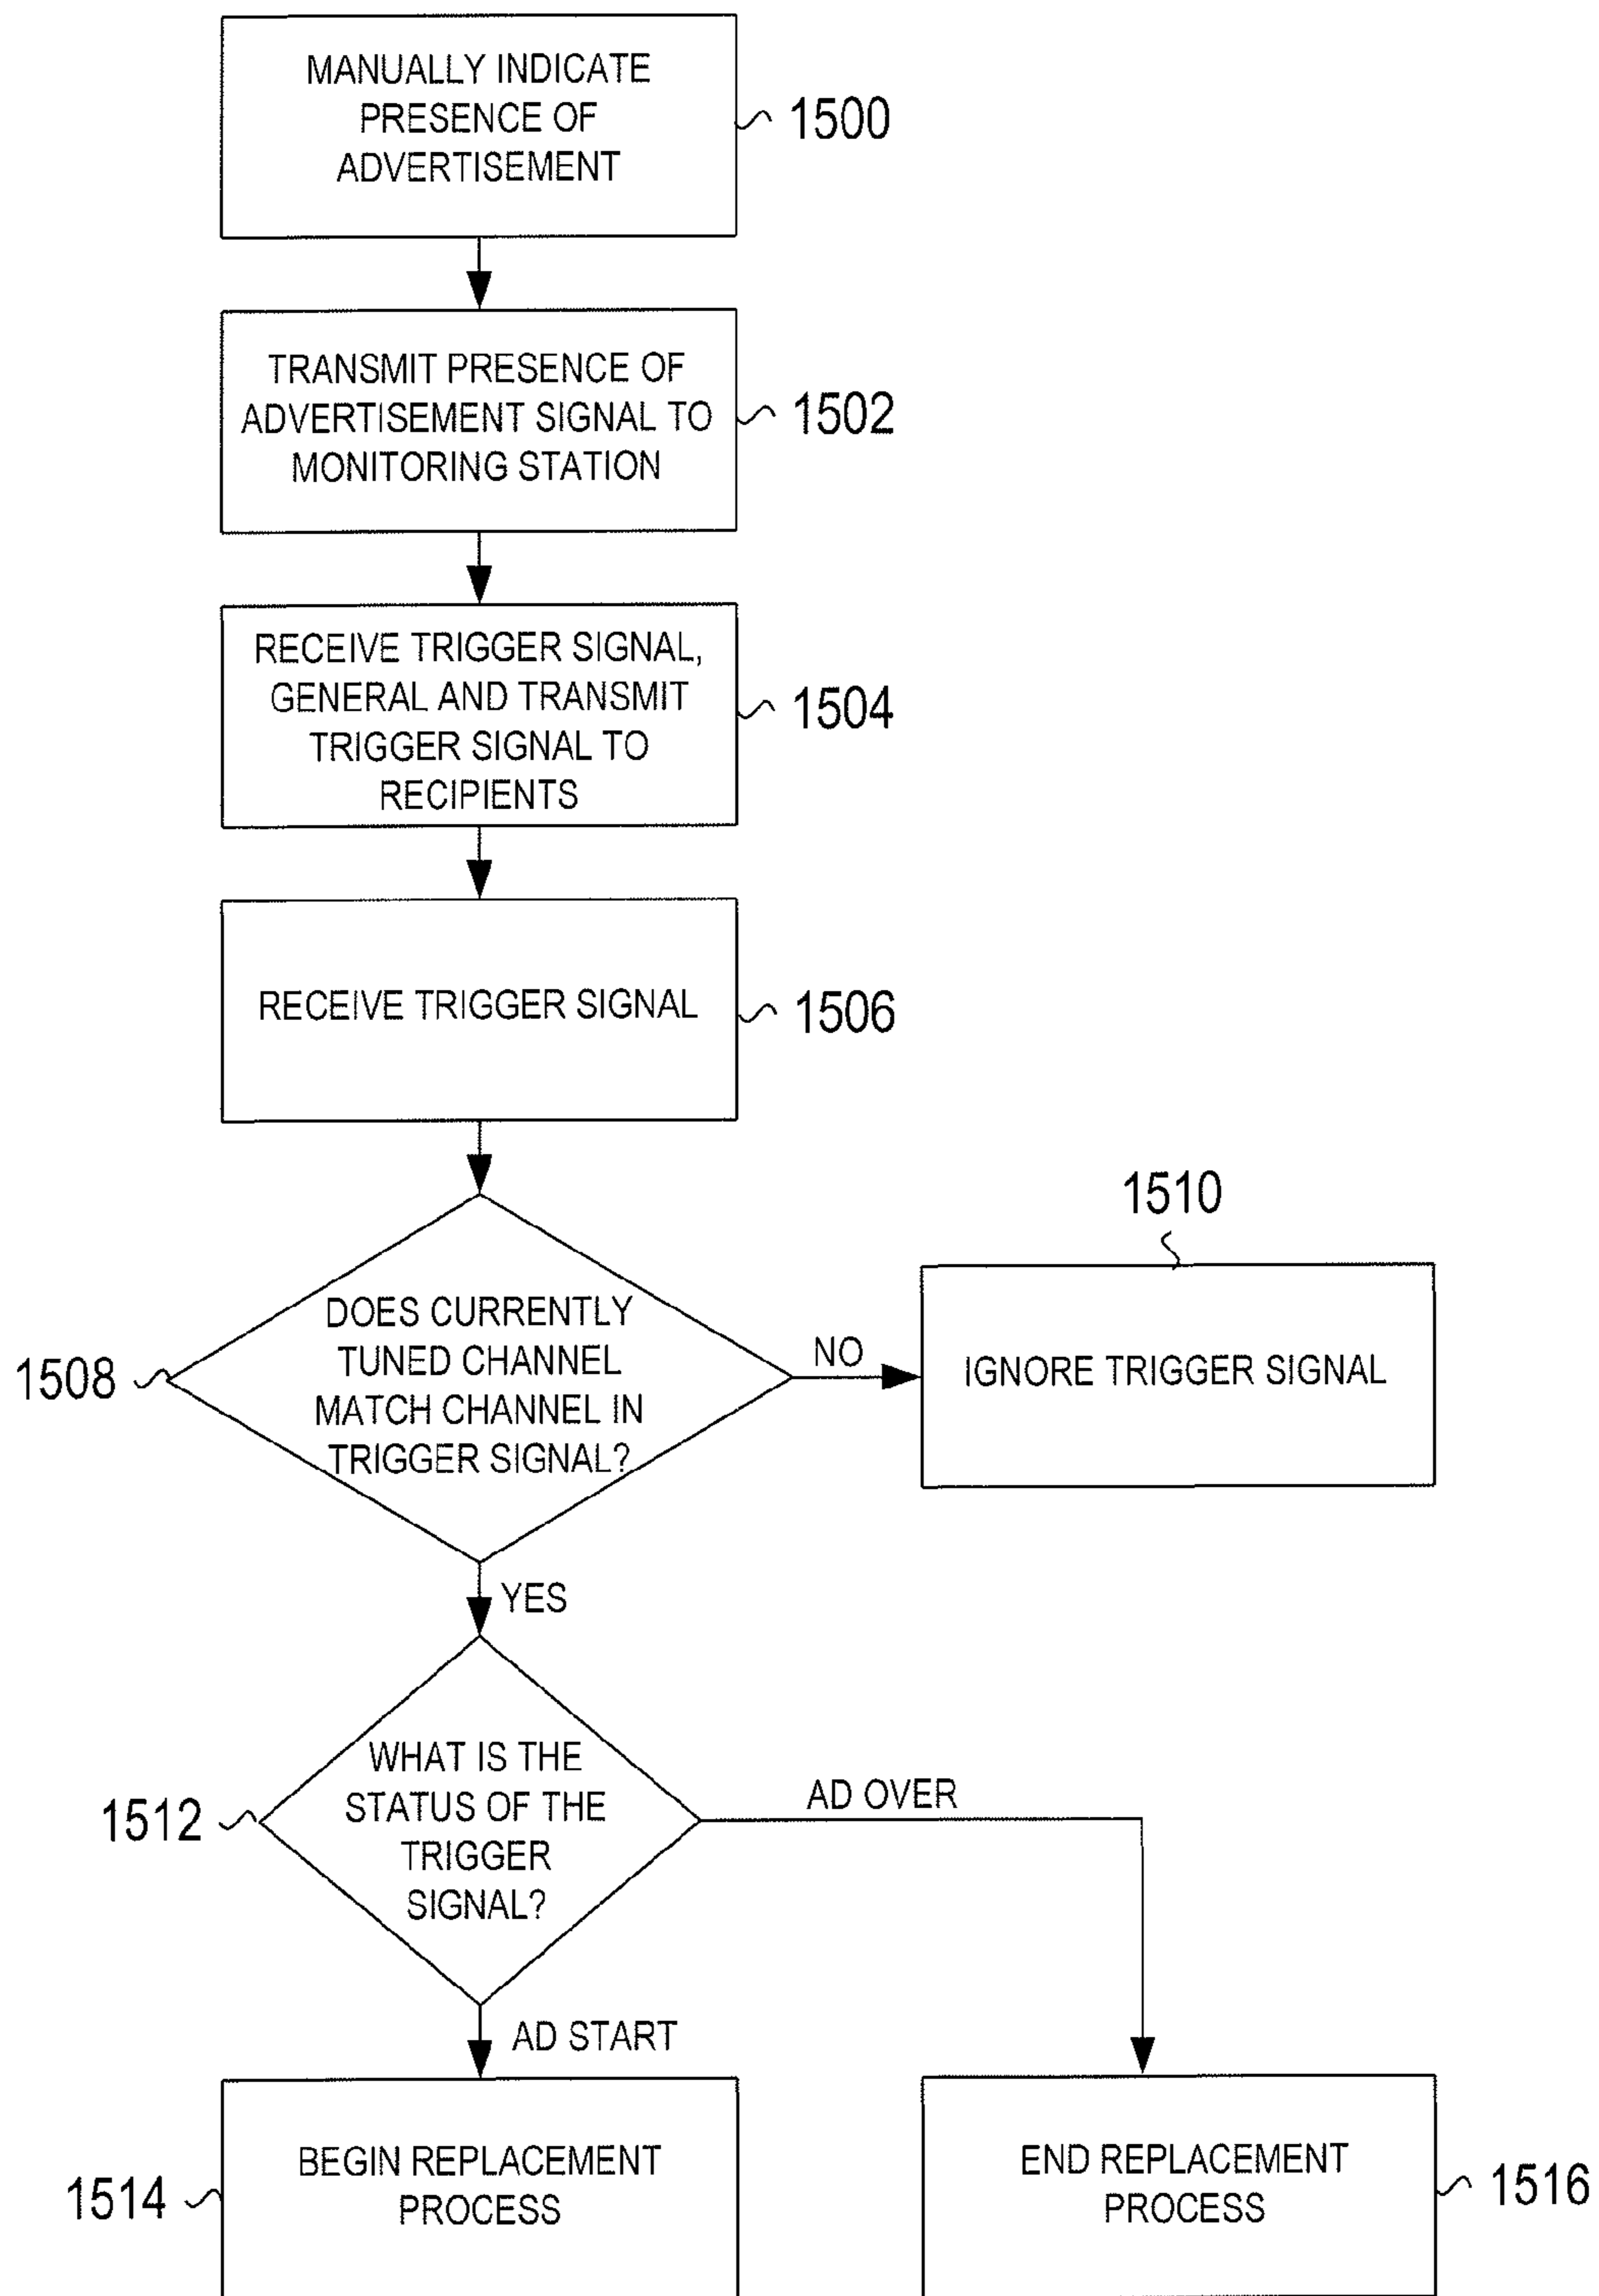 MANUALLY INDICATE
PRESENCE OF
ADVERTISEMENT
1500
TRANSMIT PRESENCE OF
ADVERTISEMENT SIGNAL TO
MONITORING STATION
1502
RECEIVE TRIGGER SIGNAL,
GENERAL AND TRANSMIT
TRIGGER SIGNAL TO
RECIPIENTS
1504
RECEIVE TRIGGER SIGNAL
1506
DOES CURRENTLY
TUNED CHANNEL
MATCH CHANNEL IN
TRIGGER SIGNAL?
1508
NO
1510
IGNORE TRIGGER SIGNAL
YES
WHAT IS THE
STATUS OF THE
TRIGGER
SIGNAL?
1512
AD OVER
AD START
BEGIN REPLACEMENT
PROCESS
1514
END REPLACEMENT
PROCESS
1516